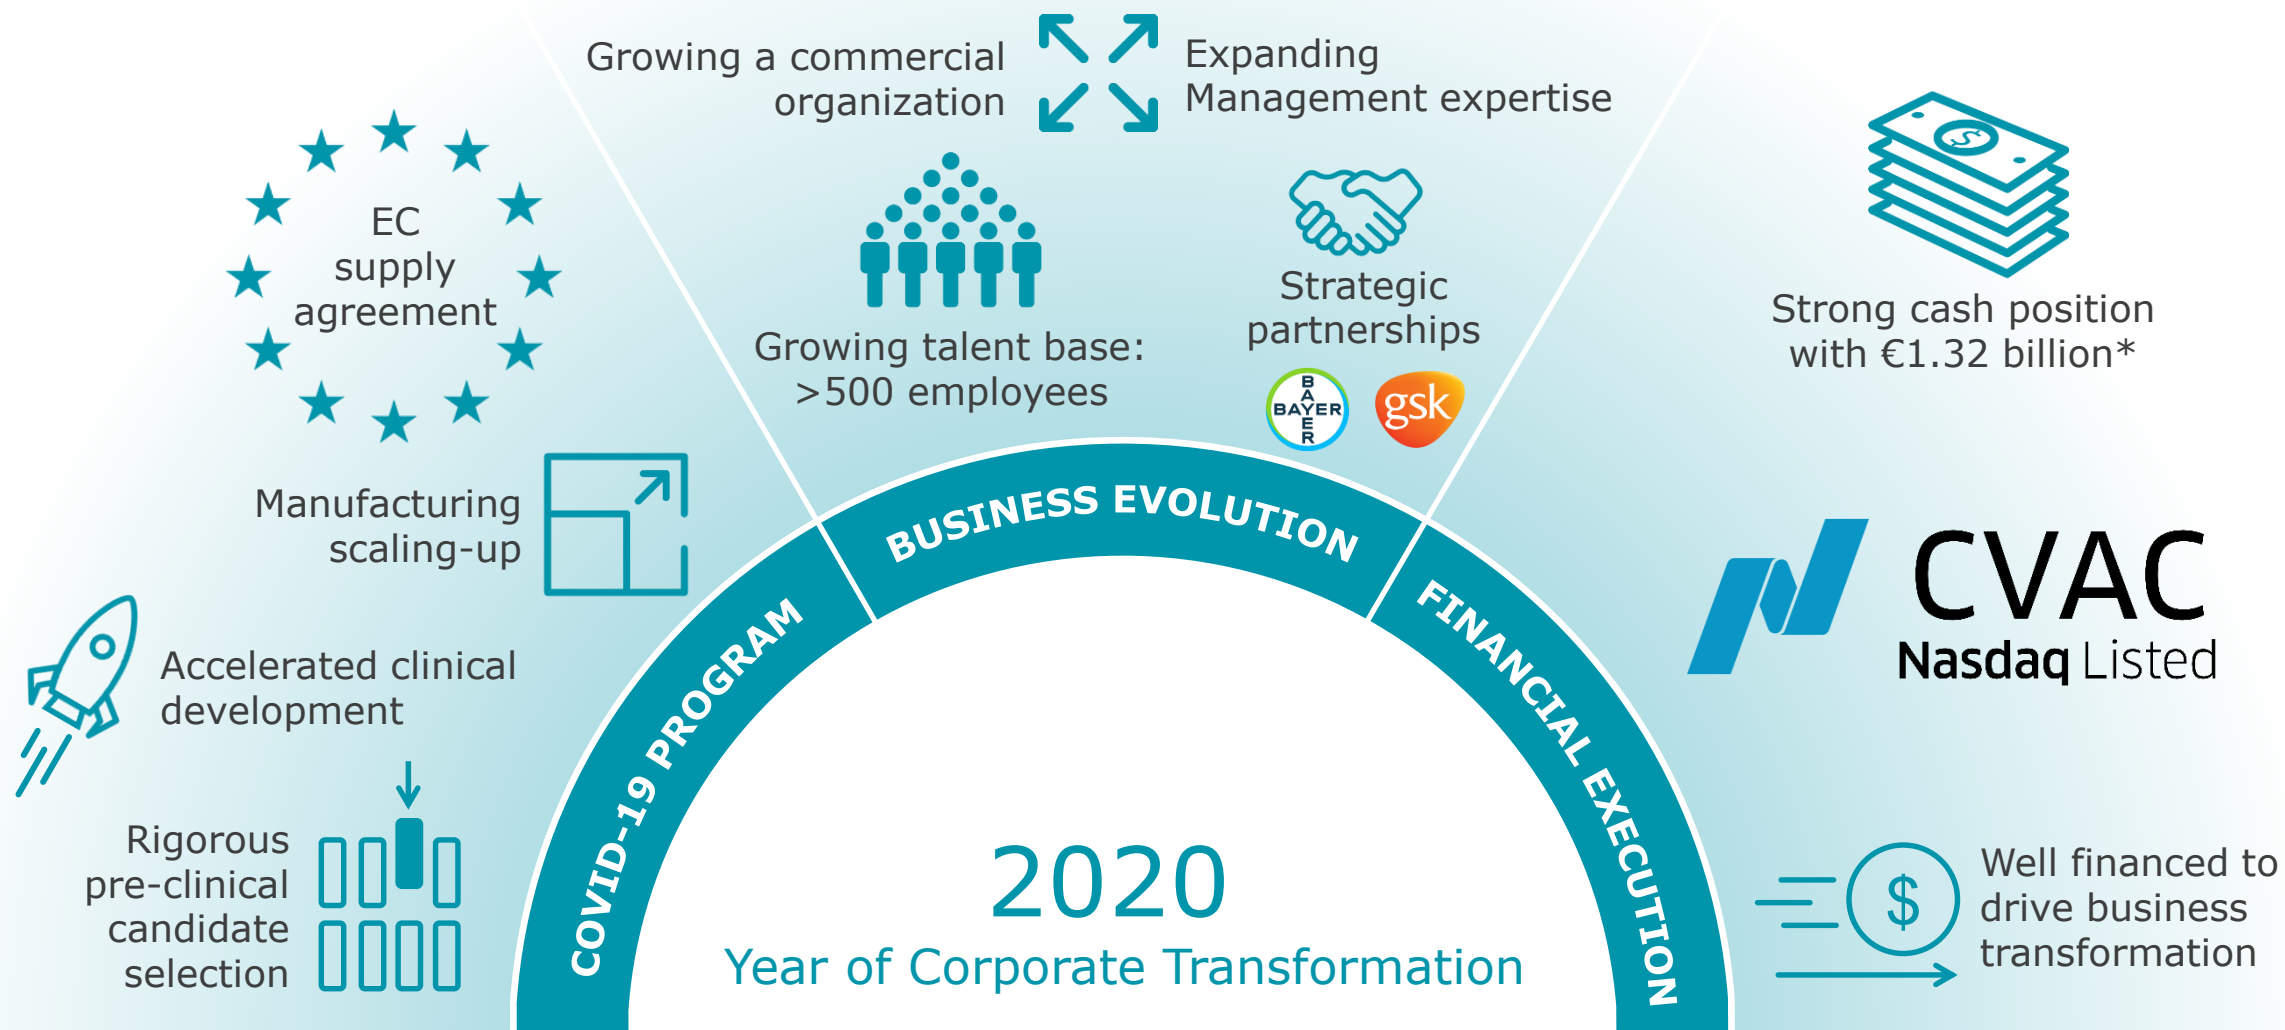 Growing a commercial
organization
Expanding
Management expertise
EC
supply
agreement
Manufacturing
scaling-up
Accelerated clinical
development
Rigorous
pre-clinical
candidate
selection
Growing talent base:
>500 employees
Strategic
partnerships
BAYER
BAYER
gsk
Strong cash position
with €1.32 billion*
$
CVAC
Nasdaq Listed
$
Well financed to
drive business
transformation
COVID-19 PROGRAM
BUSINESS EVOLUTION
FINANCIAL EXECUTION
2020
Year of Corporate Transformation